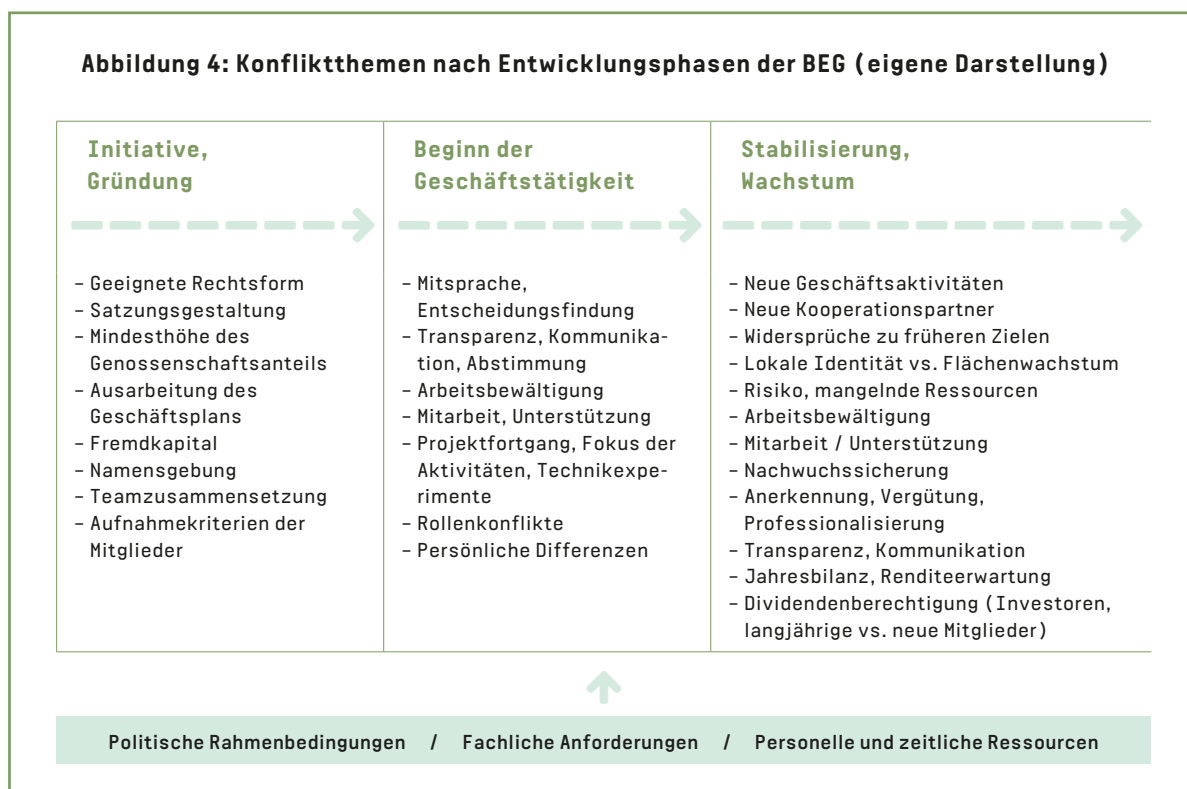 Abbildung 4: Konfliktthemen nach Entwicklungsphasen der BEG (eigene Darstellung)
Initiative,
Gründung
– Geeignete Rechtsform
– Satzungsgestaltung
– Mindesthöhe des
Genossenschaftsanteils
– Ausarbeitung des
Geschäftsplans
– Fremdkapital
– Namensgebung
– Teamzusammensetzung
– Aufnahmekriterien der
Mitglieder
Beginn der
Geschäftstätigkeit
– Mitsprache,
Entscheidungsfindung
– Transparenz, Kommunika-
tion, Abstimmung
– Arbeitsbewältigung
– Mitarbeit, Unterstützung
– Projektfortgang, Fokus der
Aktivitäten, Technikexpe-
rimente
– Rollenkonflikte
– Persönliche Differenzen
Stabilisierung,
Wachstum
– Neue Geschäftsaktivitäten
– Neue Kooperationspartner
– Widersprüche zu früheren Zielen
– Lokale Identität vs. Flächenwachstum
– Risiko, mangelnde Ressourcen
– Arbeitsbewältigung
– Mitarbeit / Unterstützung
– Nachwuchssicherung
– Anerkennung, Vergütung,
Professionalisierung
– Transparenz, Kommunikation
– Jahresbilanz, Renditeerwartung
– Dividendenberechtigung (Investoren,
langjährige vs. neue Mitglieder)
Politische Rahmenbedingungen / Fachliche Anforderungen / Personelle und zeitliche Ressourcen